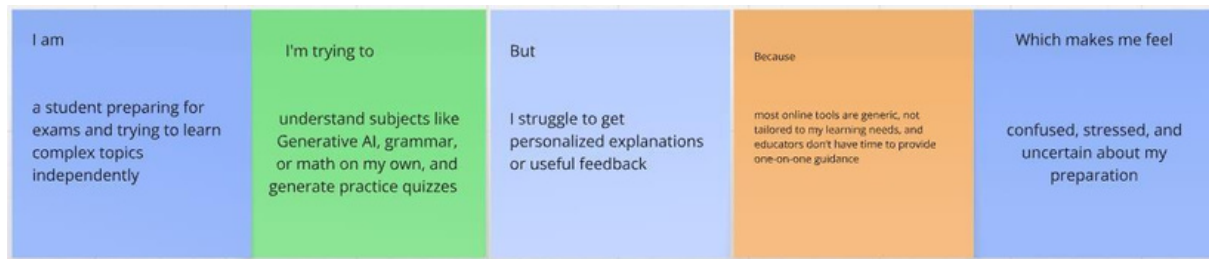 I am
a student preparing for
exams and trying to learn
complex topics
independently
I'm trying to
understand subjects like
Generative AI, grammar,
or math on my own, and
generate practice quizzes
But
I struggle to get
personalized explanations
or useful feedback
Because
most online tools are generic, not
tailored to my learning needs, and
educators don't have time to provide
one-on-one guidance
Which makes me feel
confused, stressed, and
uncertain about my
preparation